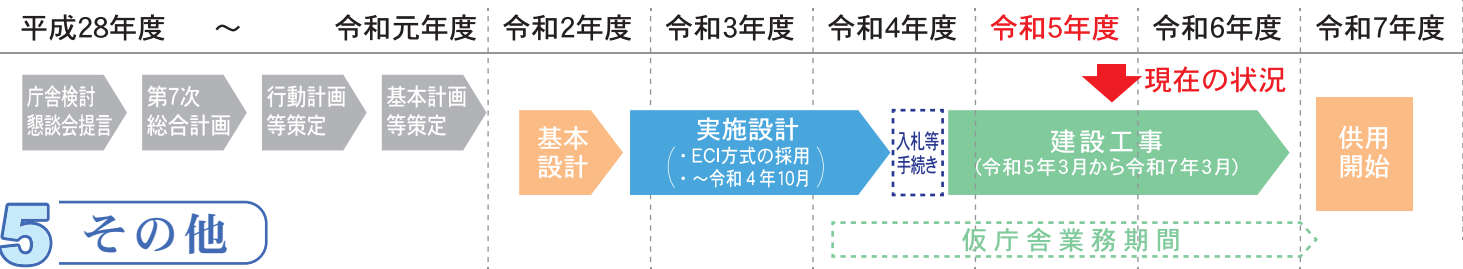 平成28年度 ～ 令和元年度 令和2年度 令和3年度 令和4年度 令和5年度 令和6年度 令和7年度
現在の状況
庁舎検討
懇談会提言
第7次
総合計画
行動計画
等策定
基本計画
等策定
基本
設計
実施設計
（・ECI方式の採用
・～令和4年10月）
入札等
手続き
建設工事
（令和5年3月から令和7年3月）
供用
開始
仮庁舎業務期間
5 その他